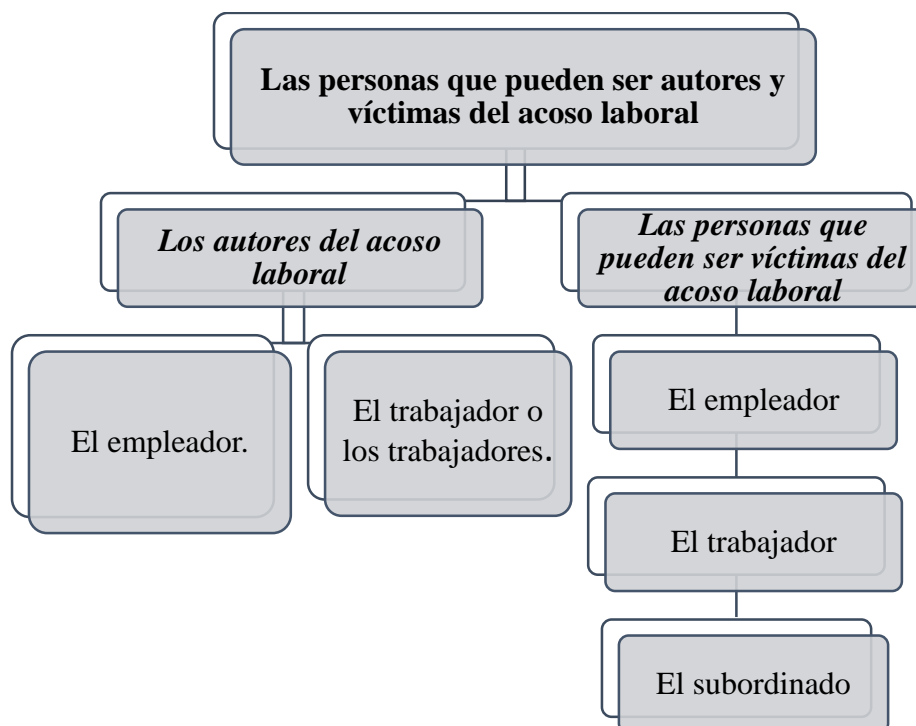 Las personas que pueden ser autores y
víctimas del acoso laboral
Los autores del acoso
laboral
Las personas que
pueden ser víctimas del
acoso laboral
El empleador.
El trabajador o
los trabajadores.
El empleador
El trabajador
El subordinado